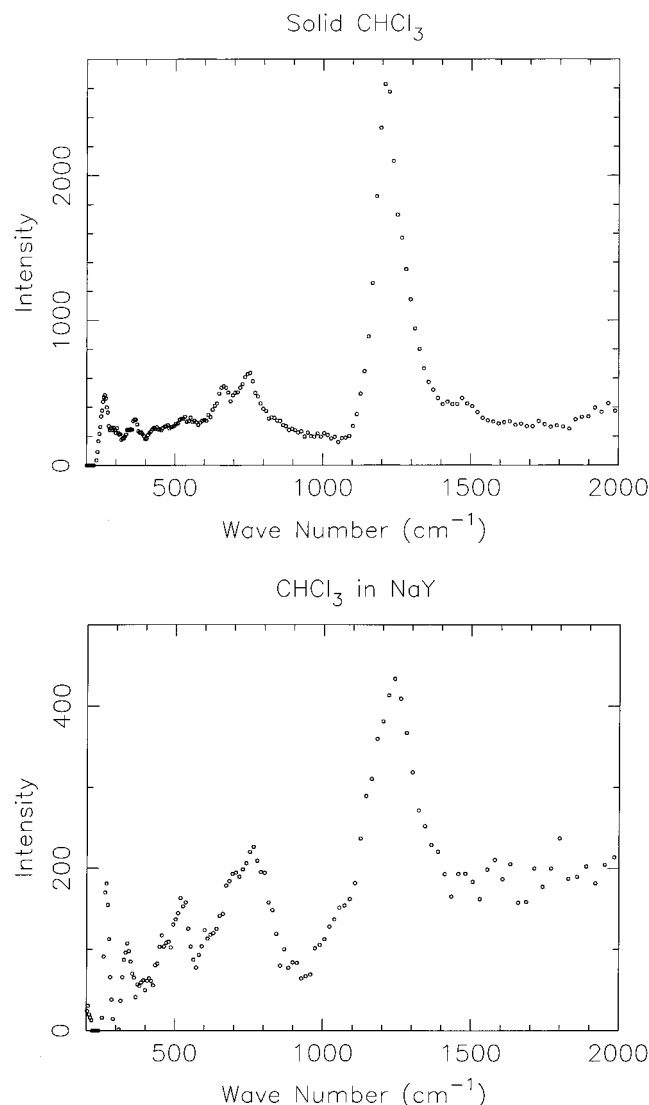 Solid CHCl₃
2000
1000
0
Intensity
500 1000 1500 2000
Wave Number (cm⁻¹)
CHCl₃ in NaY
400
200
0
Intensity
500 1000 1500 2000
Wave Number (cm⁻¹)